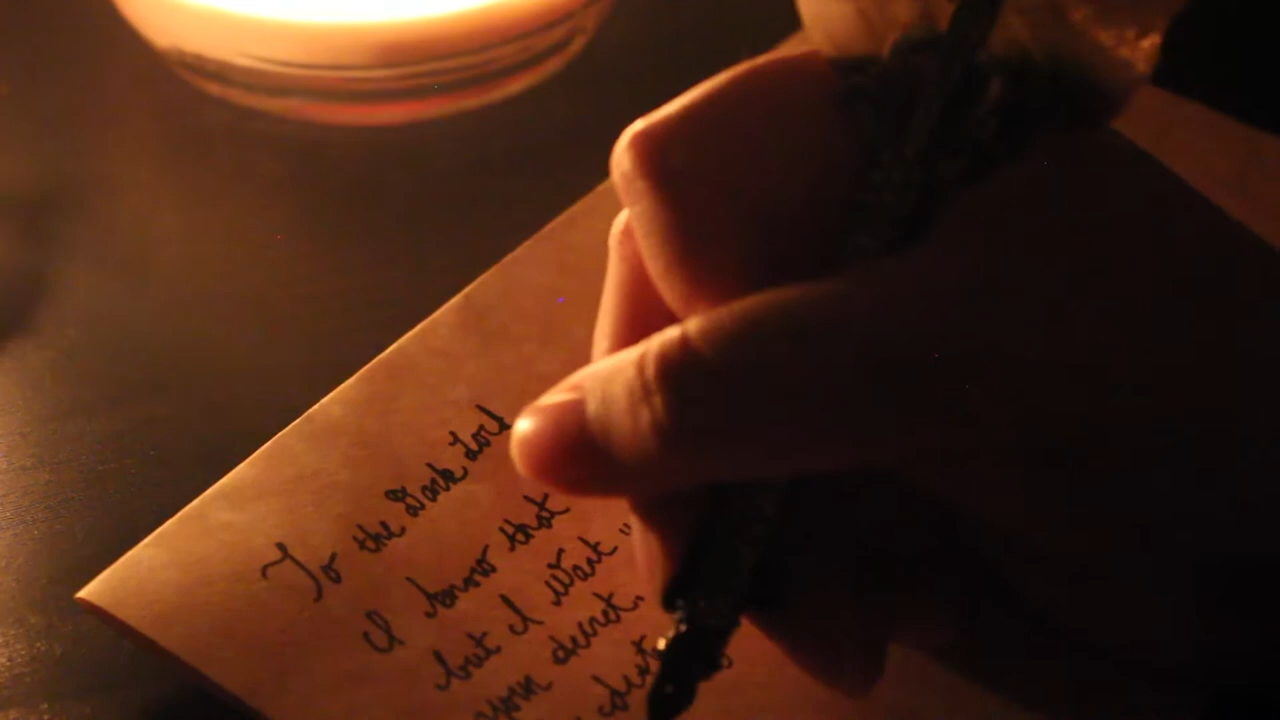 To the Dark Lord
I know that
but I want
your secret.